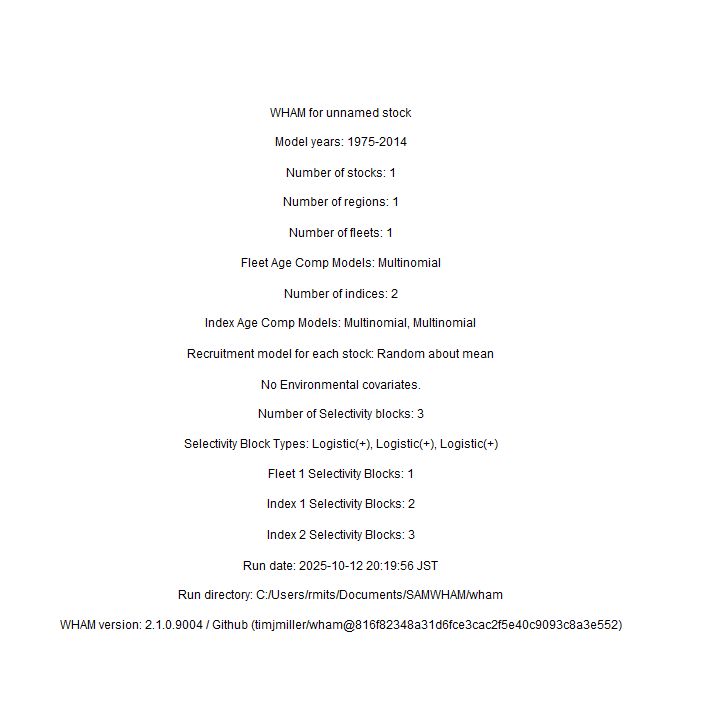 WHAM for unnamed stock
Model years: 1975-2014
Number of stocks: 1
Number of regions: 1
Number of fleets: 1
Fleet Age Comp Models: Multinomial
Number of indices: 2
Index Age Comp Models: Multinomial, Multinomial
Recruitment model for each stock: Random about mean
No Environmental covariates.
Number of Selectivity blocks: 3
Selectivity Block Types: Logistic(+), Logistic(+), Logistic(+)
Fleet 1 Selectivity Blocks: 1
Index 1 Selectivity Blocks: 2
Index 2 Selectivity Blocks: 3
Run date: 2025-10-12 20:19:56 JST
Run directory: C:/Users/rmits/Documents/SAMWHAM/wham
WHAM version: 2.1.0.9004 / Github (timjmiller/wham@816f82348a31d6fce3cac2f5e40c9093c8a3e552)